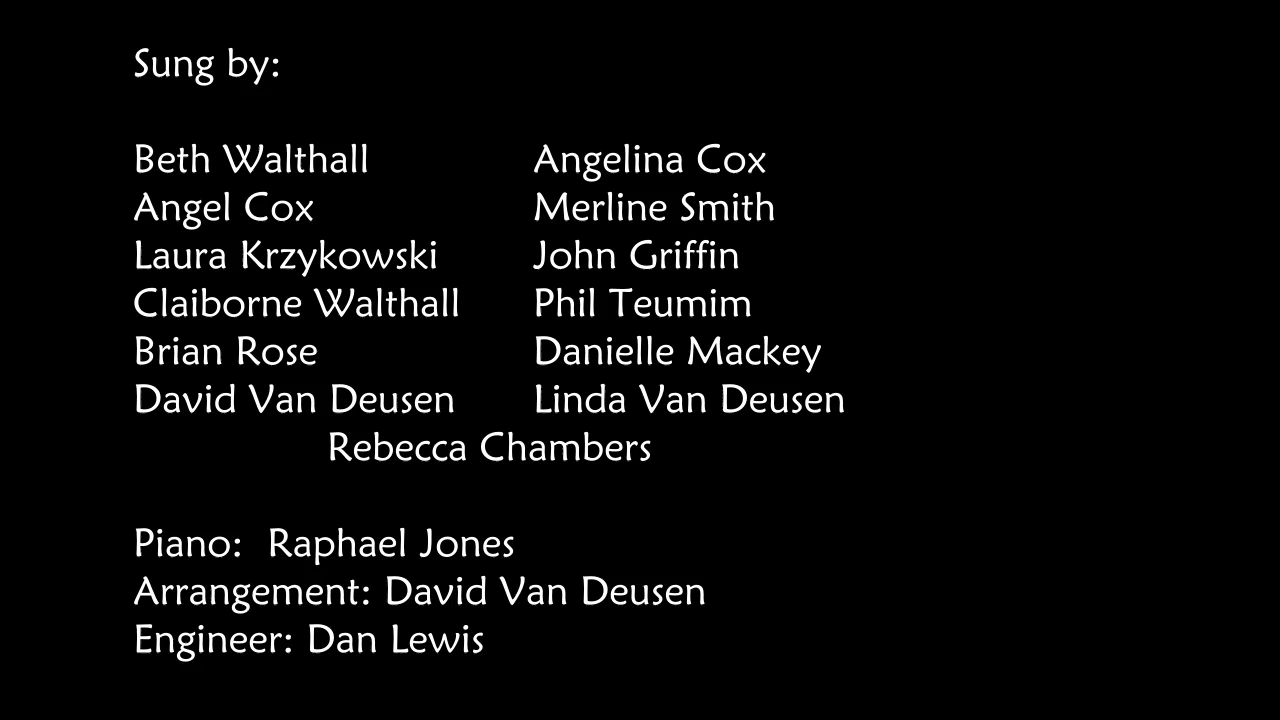 Sung by:
Beth Walthall Angelina Cox
Angel Cox Merline Smith
Laura Krzykowski John Griffin
Claiborne Walthall Phil Teumim
Brian Rose Danielle Mackey
David Van Deusen Linda Van Deusen
Rebecca Chambers
Piano: Raphael Jones
Arrangement: David Van Deusen
Engineer: Dan Lewis